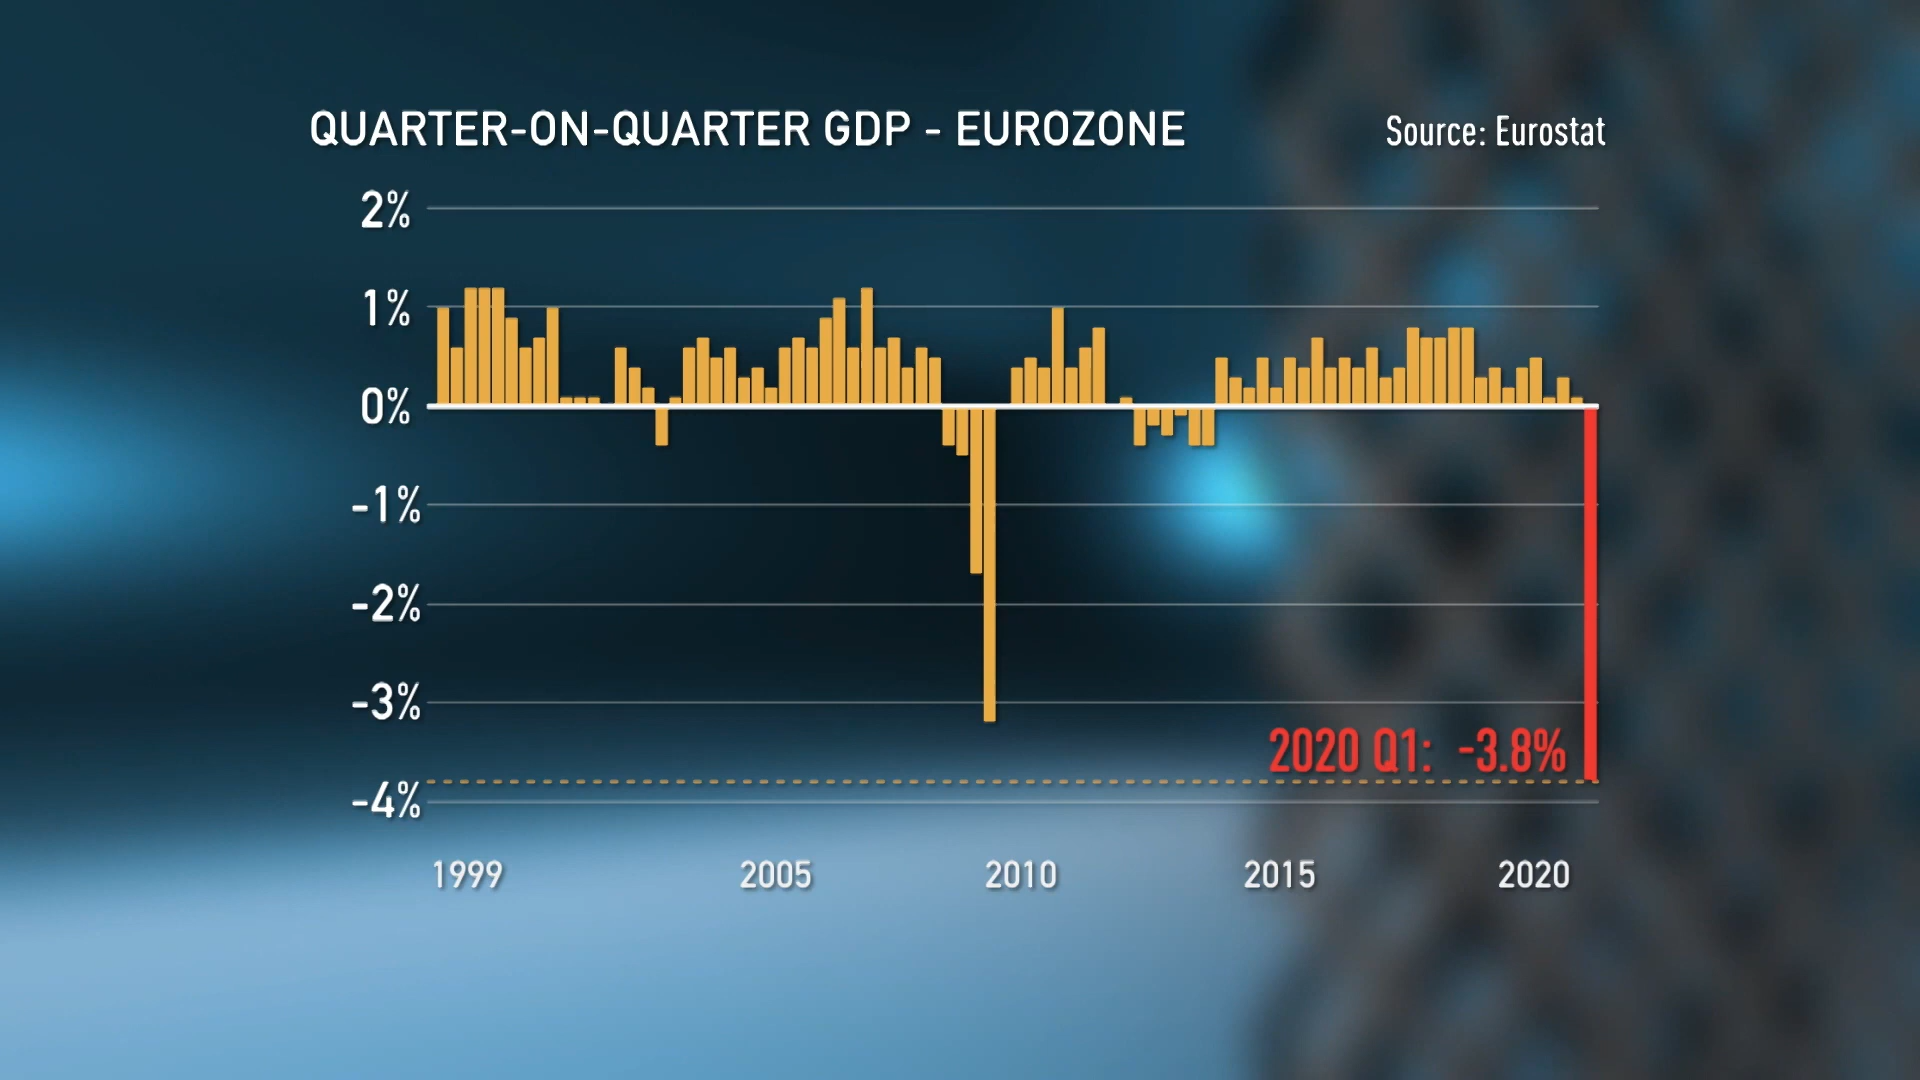 QUARTER-ON-QUARTER GDP - EUROZONE
Source: Eurostat
2%
1%
0%
-1%
-2%
-3%
2020 Q1: -3.8%
-4%
1999 2005 2010 2015 2020